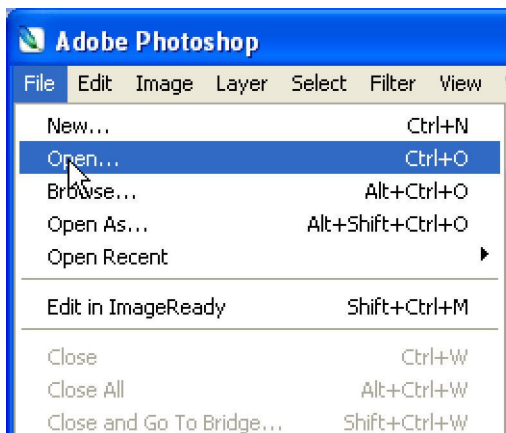 Adobe Photoshop
File Edit Image Layer Select Filter View
New... Ctrl+N
Open... Ctrl+O
Browse... Alt+Ctrl+O
Open As... Alt+Shift+Ctrl+O
Open Recent
Edit in ImageReady Shift+Ctrl+M
Close Ctrl+W
Close All Alt+Ctrl+W
Close and Go To Bridge... Shift+Ctrl+W